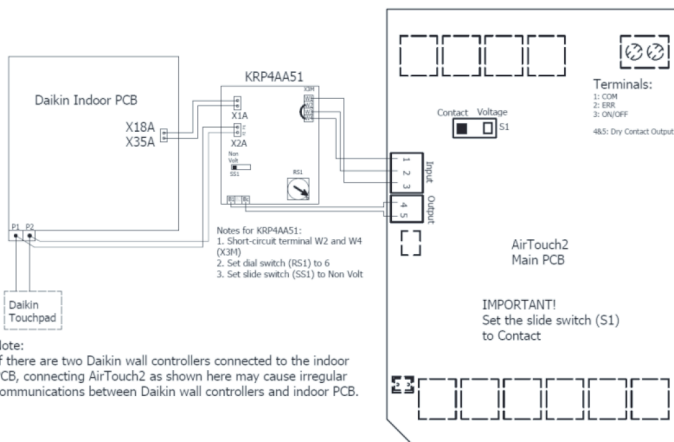 Daikin Indoor PCB
X18A
X35A
P1 P2
Daikin
Touchpad
KRP4AA51
X3M
X1A
X2A
Non
Volt
SS1
RS1
Notes for KRP4AA51:
1. Short-circuit terminal W2 and W4
(X3M)
2. Set dial switch (RS1) to 6
3. Set slide switch (SS1) to Non Volt
ote:
f there are two Daikin wall controllers connected to the indoor
CB, connecting AirTouch2 as shown here may cause irregular
ommunications between Daikin wall controllers and indoor PCB.
Contact Voltage
S1
1
2
3
Input
4
5
Output
AirTouch2
Main PCB
IMPORTANT!
Set the slide switch (S1)
to Contact
Terminals:
1: COM
2: ERR
3: ON/OFF
4&5: Dry Contact Output